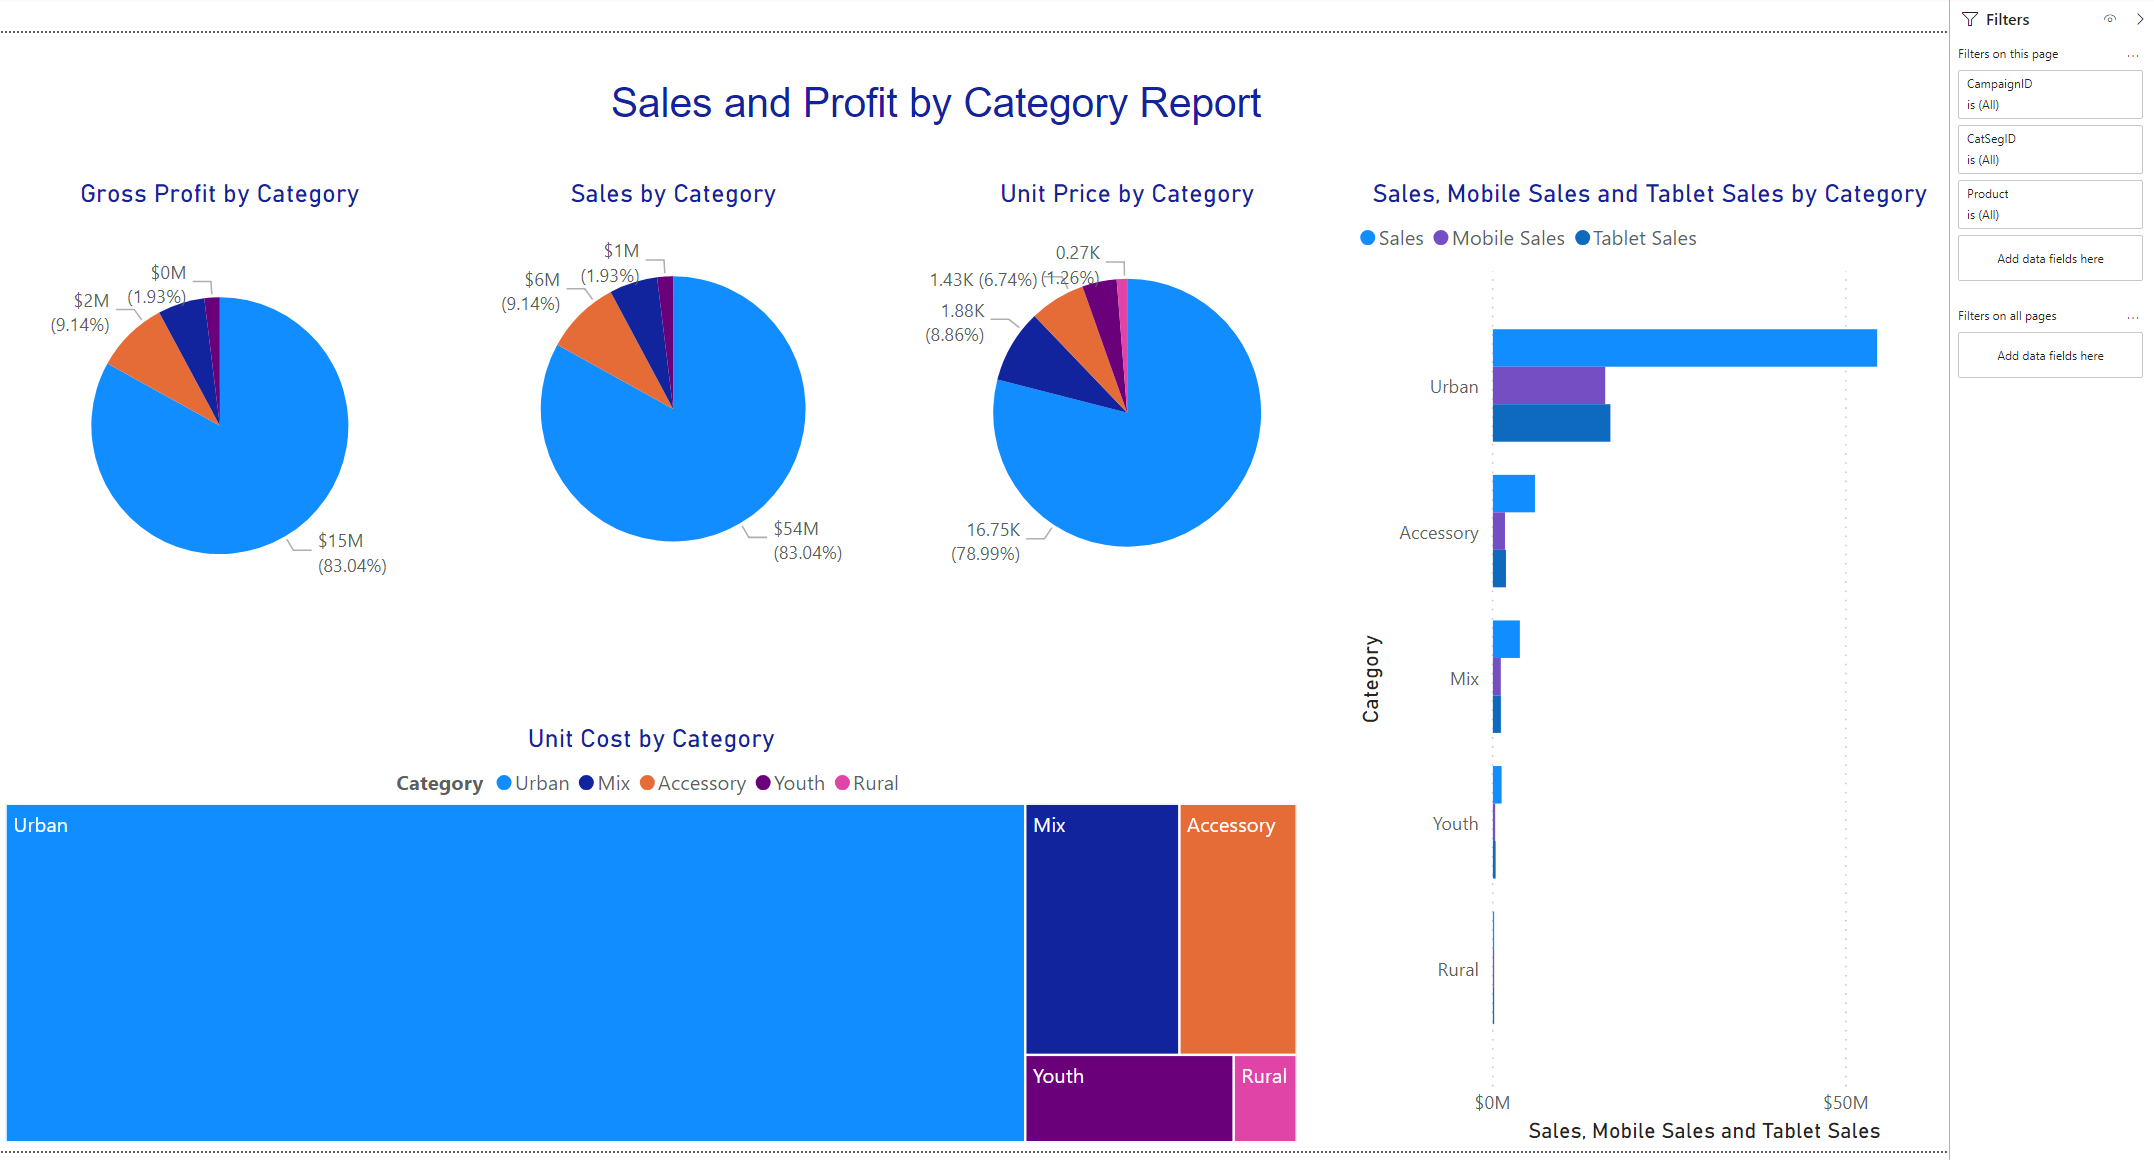 Sales and Profit by Category Report
Gross Profit by Category
$0M
(1.93%)
$2M
(9.14%)
$15M
(83.04%)
Sales by Category
$1M
(1.93%)
$6M
(9.14%)
$54M
(83.04%)
Unit Price by Category
0.27K
(1.26%)
1.43K (6.74%)
1.88K
(8.86%)
16.75K
(78.99%)
Sales, Mobile Sales and Tablet Sales by Category
Sales Mobile Sales Tablet Sales
Category
Urban
Accessory
Mix
Youth
Rural
$0M $50M
Sales, Mobile Sales and Tablet Sales
Unit Cost by Category
Category Urban Mix Accessory Youth Rural
Urban
Mix
Accessory
Youth
Rural
Filters
Filters on this page
CampaignID
is (All)
CatSegID
is (All)
Product
is (All)
Add data fields here
Filters on all pages
Add data fields here